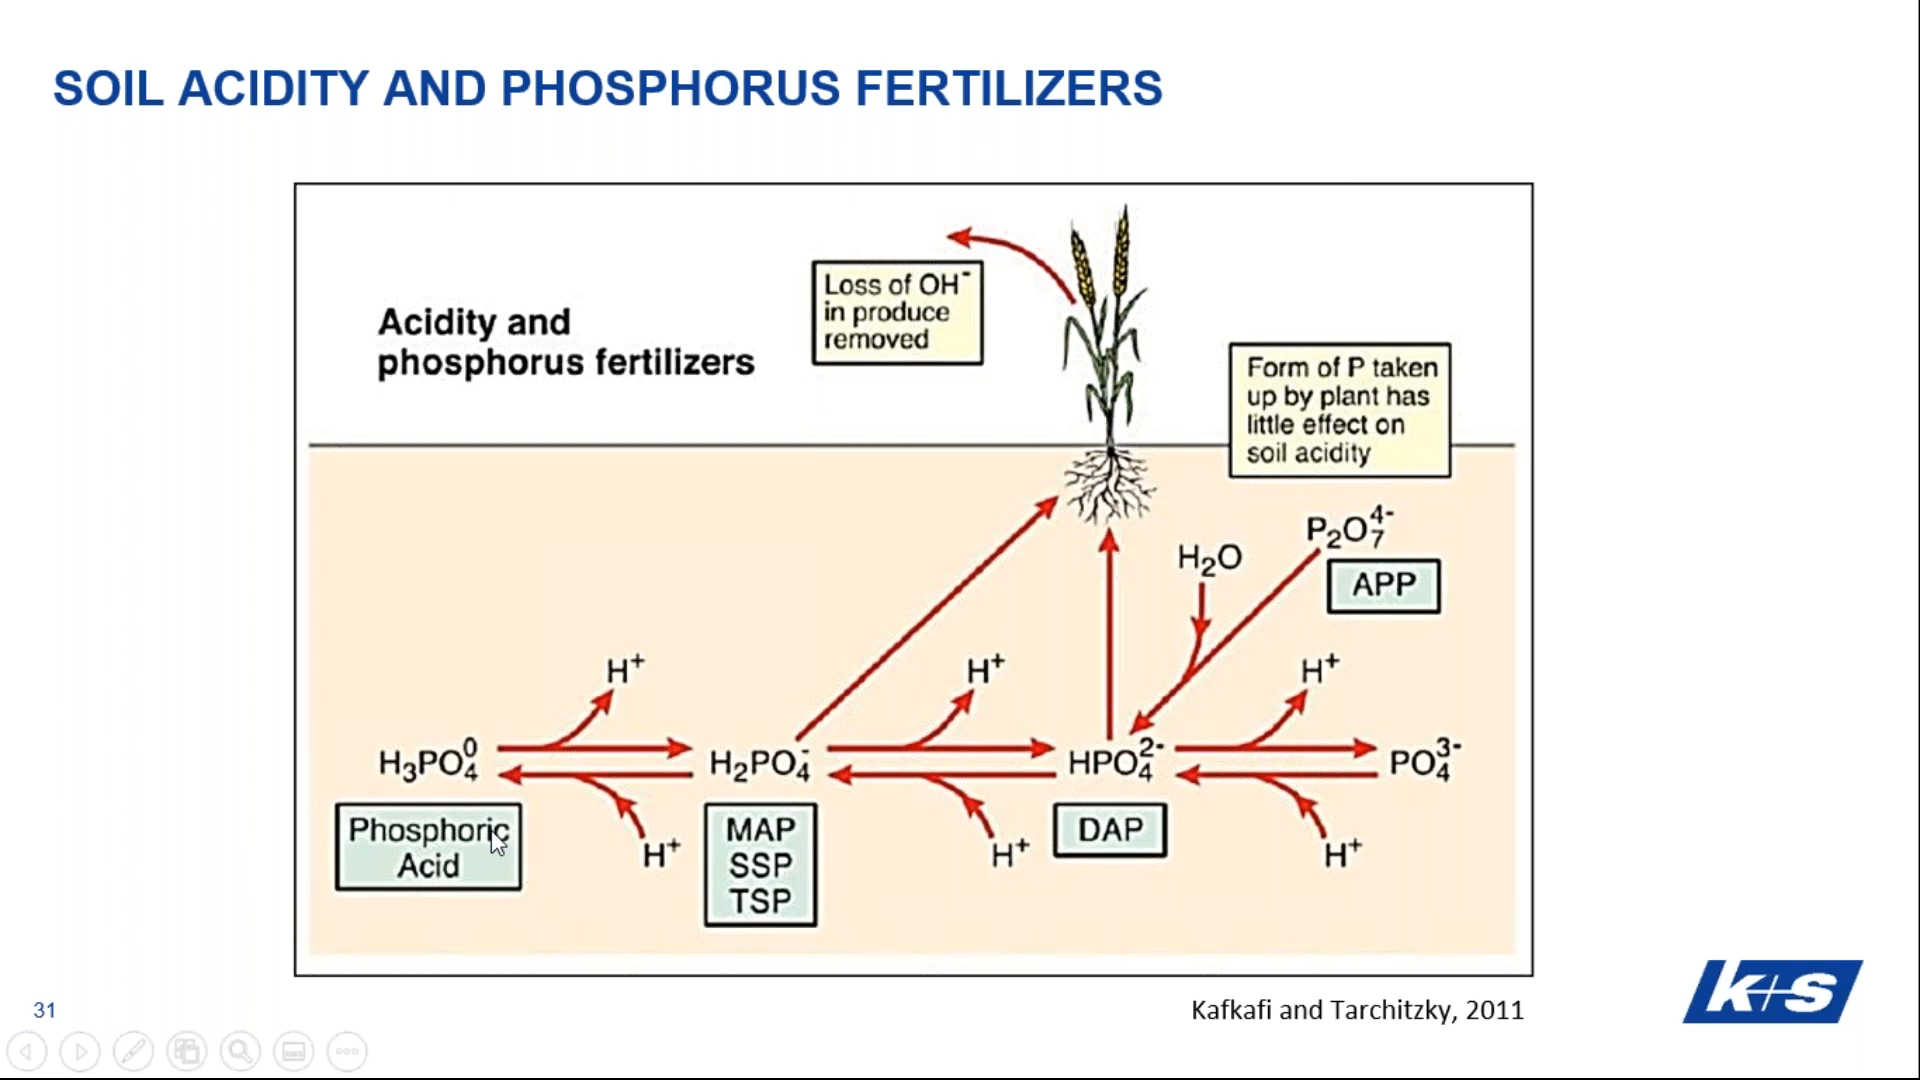 SOIL ACIDITY AND PHOSPHORUS FERTILIZERS
Acidity and
phosphorus fertilizers
Loss of OH⁻
in produce
removed
Form of P taken
up by plant has
little effect on
soil acidity
P₂O₇⁴⁻
APP
H₂O
H⁺
H⁺
H⁺
H₃PO₄⁰
H₂PO₄⁻
HPO₄²⁻
PO₄³⁻
Phosphoric
Acid
MAP
SSP
TSP
DAP
H⁺
H⁺
H⁺
Kafkafi and Tarchitzky, 2011
31
K+S